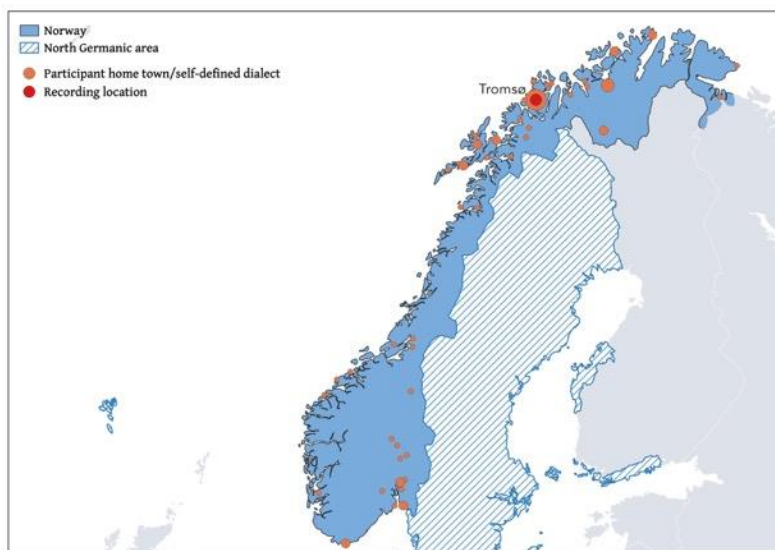 Norway
North Germanic area
Participant home town/self-defined dialect
Recording location
Tromsø